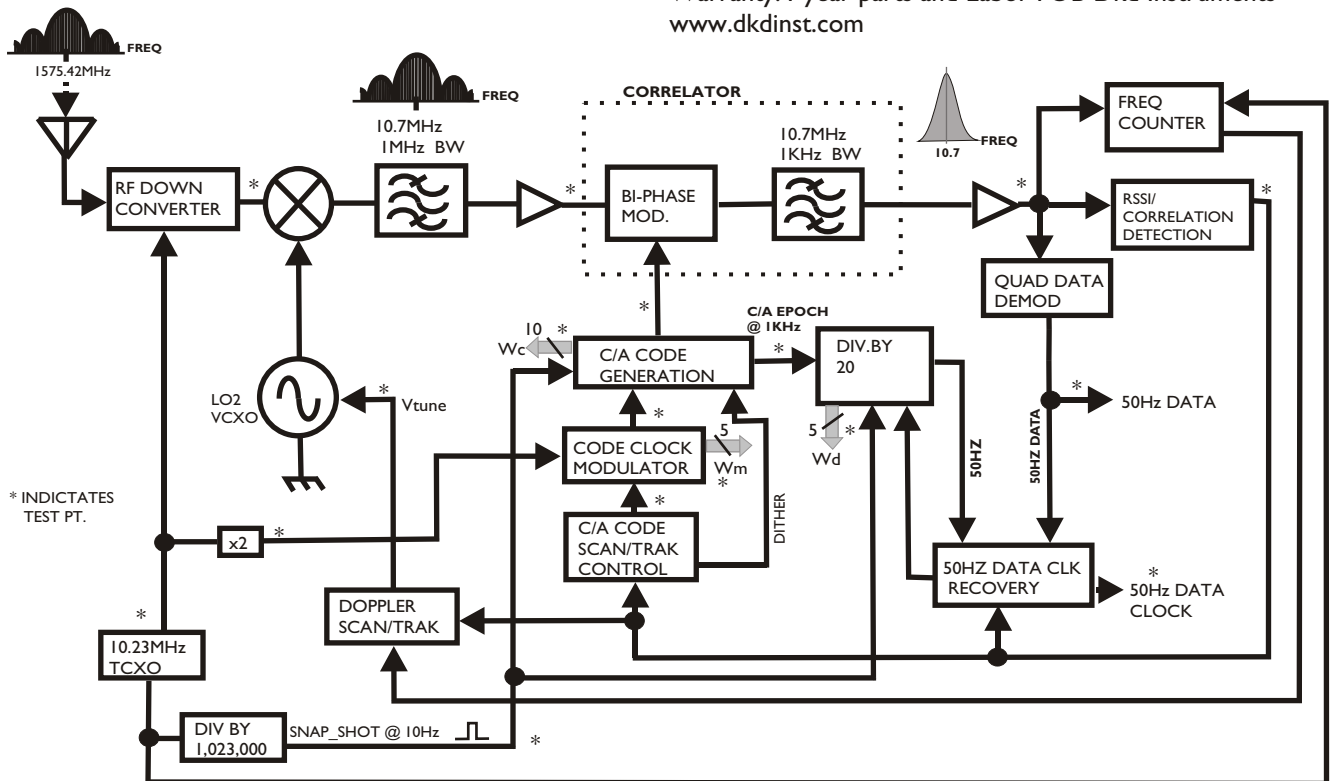 www.dkdinst.com
FREQ
1575.42MHz
FREQ
10.7MHz
1MHz BW
CORRELATOR
10.7MHz
1KHz BW
FREQ
10.7
FREQ
COUNTER
RF DOWN
CONVERTER
*
*
BI-PHASE
MOD.
*
RSSI/
CORRELATION
DETECTION
*
QUAD DATA
DEMOD
*
C/A EPOCH
@ 1KHz
10 *
Wc
C/A CODE
GENERATION
*
DIV.BY
20
*
50Hz DATA
LO2
VCXO
*
Vtune
*
5
CODE CLOCK
MODULATOR
Wm
*
5 *
Wd
50HZ
50HZ DATA
* INDICTATES
TEST PT.
x2
*
*
C/A CODE
SCAN/TRAK
CONTROL
DITHER
50HZ DATA CLK
RECOVERY
*
50Hz DATA
CLOCK
*
DOPPLER
SCAN/TRAK
10.23MHz
TCXO
DIV BY
1,023,000
SNAP_SHOT @ 10Hz
*